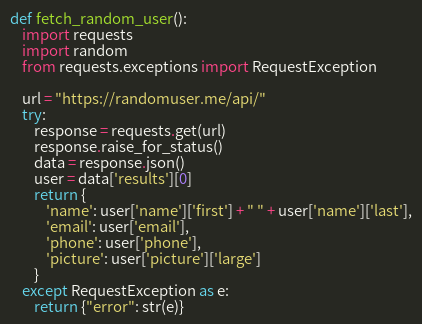 def fetch_random_user():
    import requests
    import random
    from requests.exceptions import RequestException

    url = "https://randomuser.me/api/"
    try:
        response = requests.get(url)
        response.raise_for_status()
        data = response.json()
        user = data['results'][0]
        return {
            'name': user['name']['first'] + " " + user['name']['last'],
            'email': user['email'],
            'phone': user['phone'],
            'picture': user['picture']['large']
        }
    except RequestException as e:
        return {"error": str(e)}